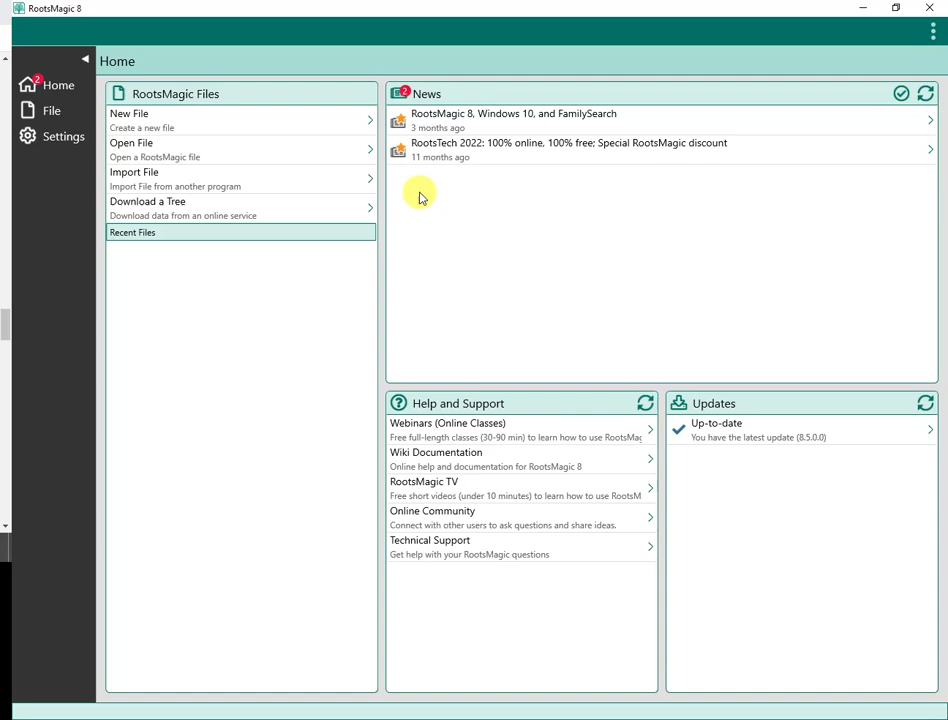 RootsMagic 8
Home
2
Home
File
Settings
RootsMagic Files
New File
Create a new file
Open File
Open a RootsMagic file
Import File
Import File from another program
Download a Tree
Download data from an online service
Recent Files
2
News
RootsMagic 8, Windows 10, and FamilySearch
3 months ago
RootsTech 2022: 100% online, 100% free; Special RootsMagic discount
11 months ago
Help and Support
Webinars (Online Classes)
Free full-length classes (30-90 min) to learn how to use RootsMag
Wiki Documentation
Online help and documentation for RootsMagic 8
RootsMagic TV
Free short videos (under 10 minutes) to learn how to use RootsM
Online Community
Connect with other users to ask questions and share ideas.
Technical Support
Get help with your RootsMagic questions
Updates
Up-to-date
You have the latest update (8.5.0.0)